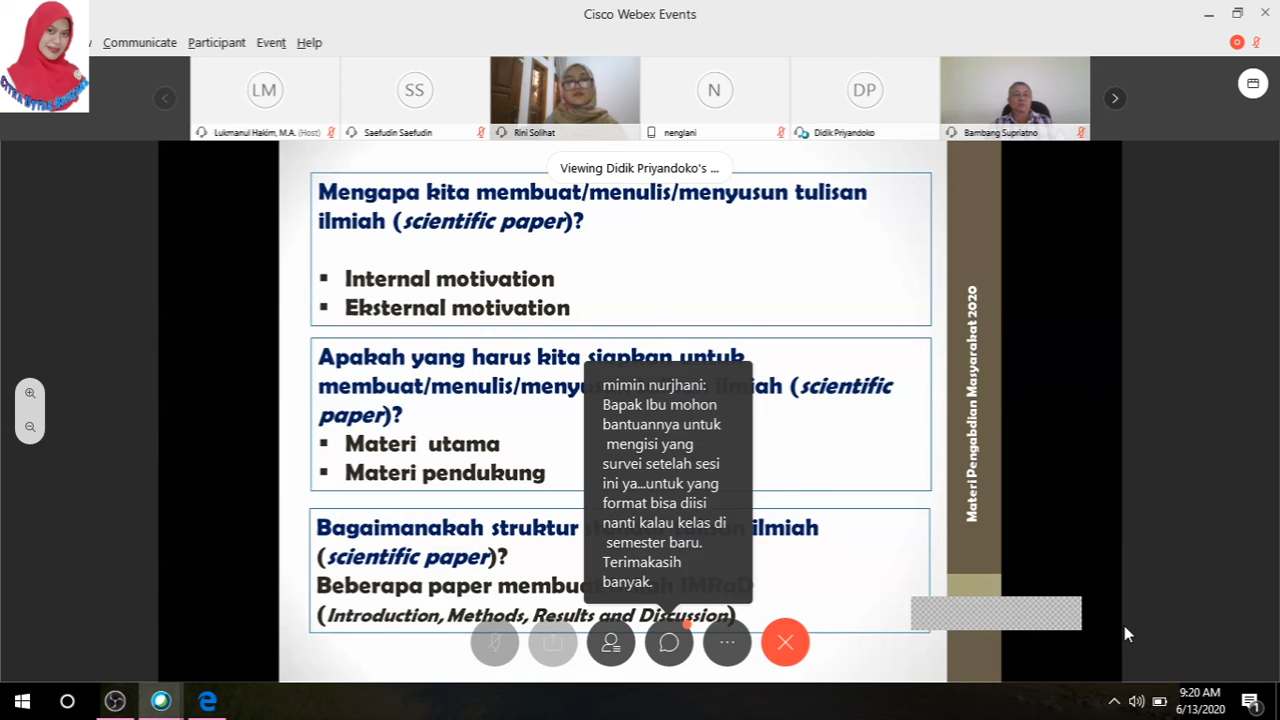 Cisco Webex Events
Communicate Participant Event Help
LM
SS
N
DP
Lukmanul Hakim, M.A. (Host)
Saefudin Saefudin
Rini Solihat
nenglani
Didik Priyandoko
Bambang Supriatno
Viewing Didik Priyandoko's ...
Mengapa kita membuat/menulis/menyusun tulisan
ilmiah (scientific paper)?
▪ Internal motivation
▪ Eksternal motivation
Apakah yang harus kita siapkan untuk
membuat/menulis/menyu ilmiah (scientific
paper)?
▪ Materi utama
▪ Materi pendukung
Bagaimanakah struktur tulisan ilmiah
(scientific paper)?
Beberapa paper membua IMRaD
(Introduction, Methods, Results and Discussion)
mimin nurjhani:
Bapak Ibu mohon
bantuannya untuk
mengisi yang
survei setelah sesi
ini ya...untuk yang
format bisa diisi
nanti kalau kelas di
semester baru.
Terimakasih
banyak.
Materi Pengabdian Masyarakat 2020
9:20 AM
6/13/2020
1